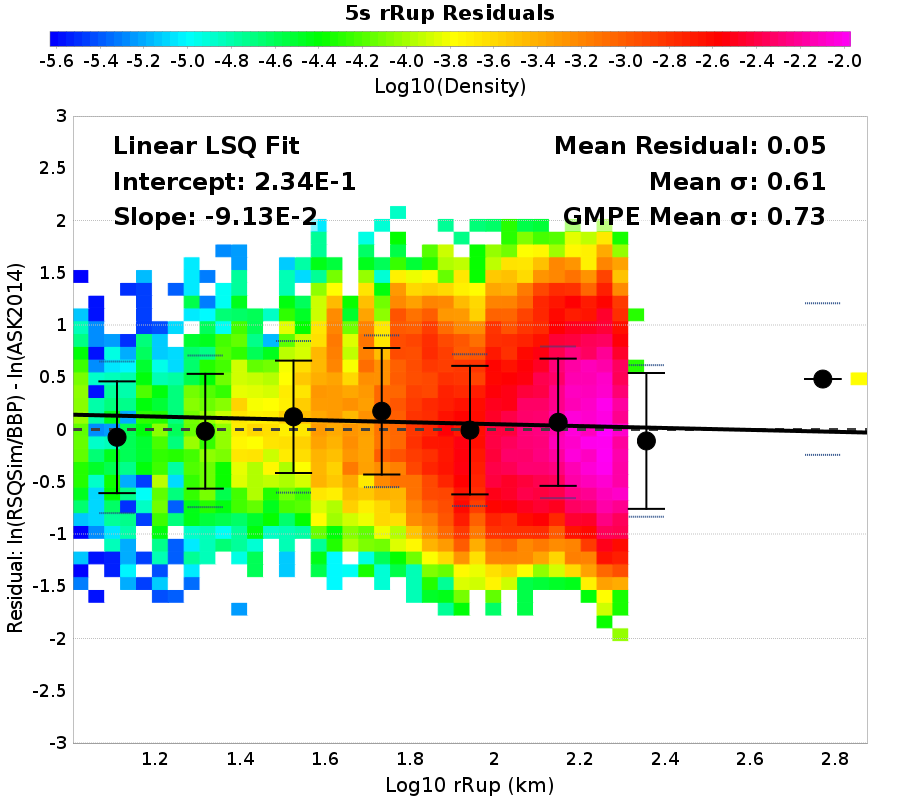 5s rRup Residuals
-5.6 -5.4 -5.2 -5.0 -4.8 -4.6 -4.4 -4.2 -4.0 -3.8 -3.6 -3.4 -3.2 -3.0 -2.8 -2.6 -2.4 -2.2 -2.0
Log10(Density)
Linear LSQ Fit
Intercept: 2.34E-1
Slope: -9.13E-2
Mean Residual: 0.05
Mean σ: 0.61
GMPE Mean σ: 0.73
Residual: ln(RSQSim/BBP) - ln(ASK2014)
3
2.5
2
1.5
1
0.5
0
-0.5
-1
-1.5
-2
-2.5
-3
1.2 1.4 1.6 1.8 2 2.2 2.4 2.6 2.8
Log10 rRup (km)